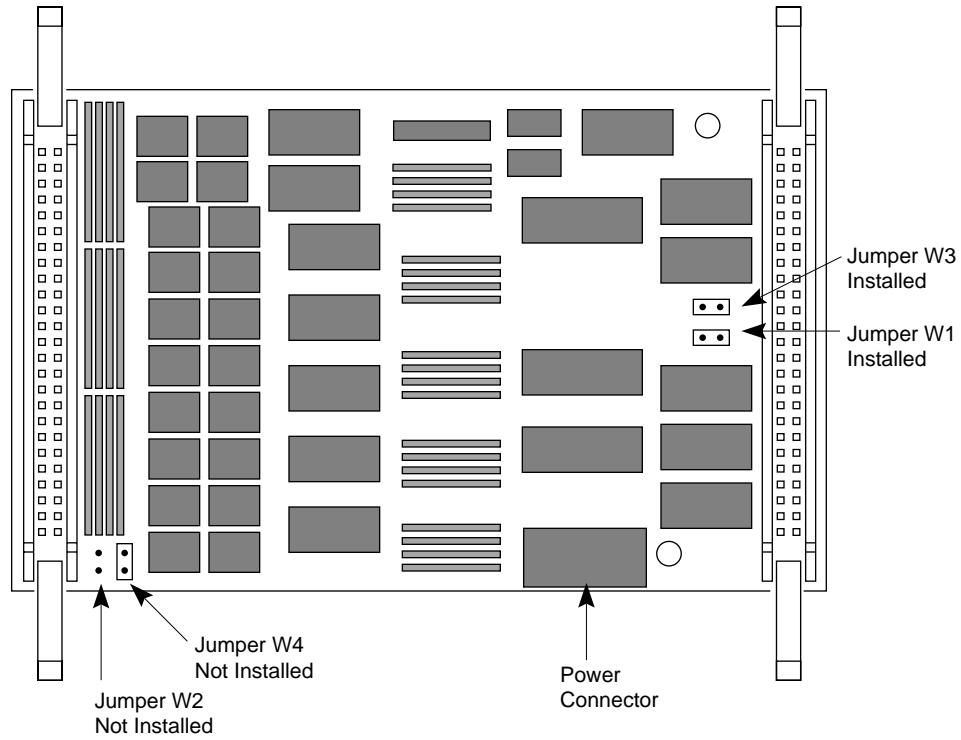 Jumper W3
Installed
Jumper W1
Installed
Jumper W4
Not Installed
Jumper W2
Not Installed
Power
Connector